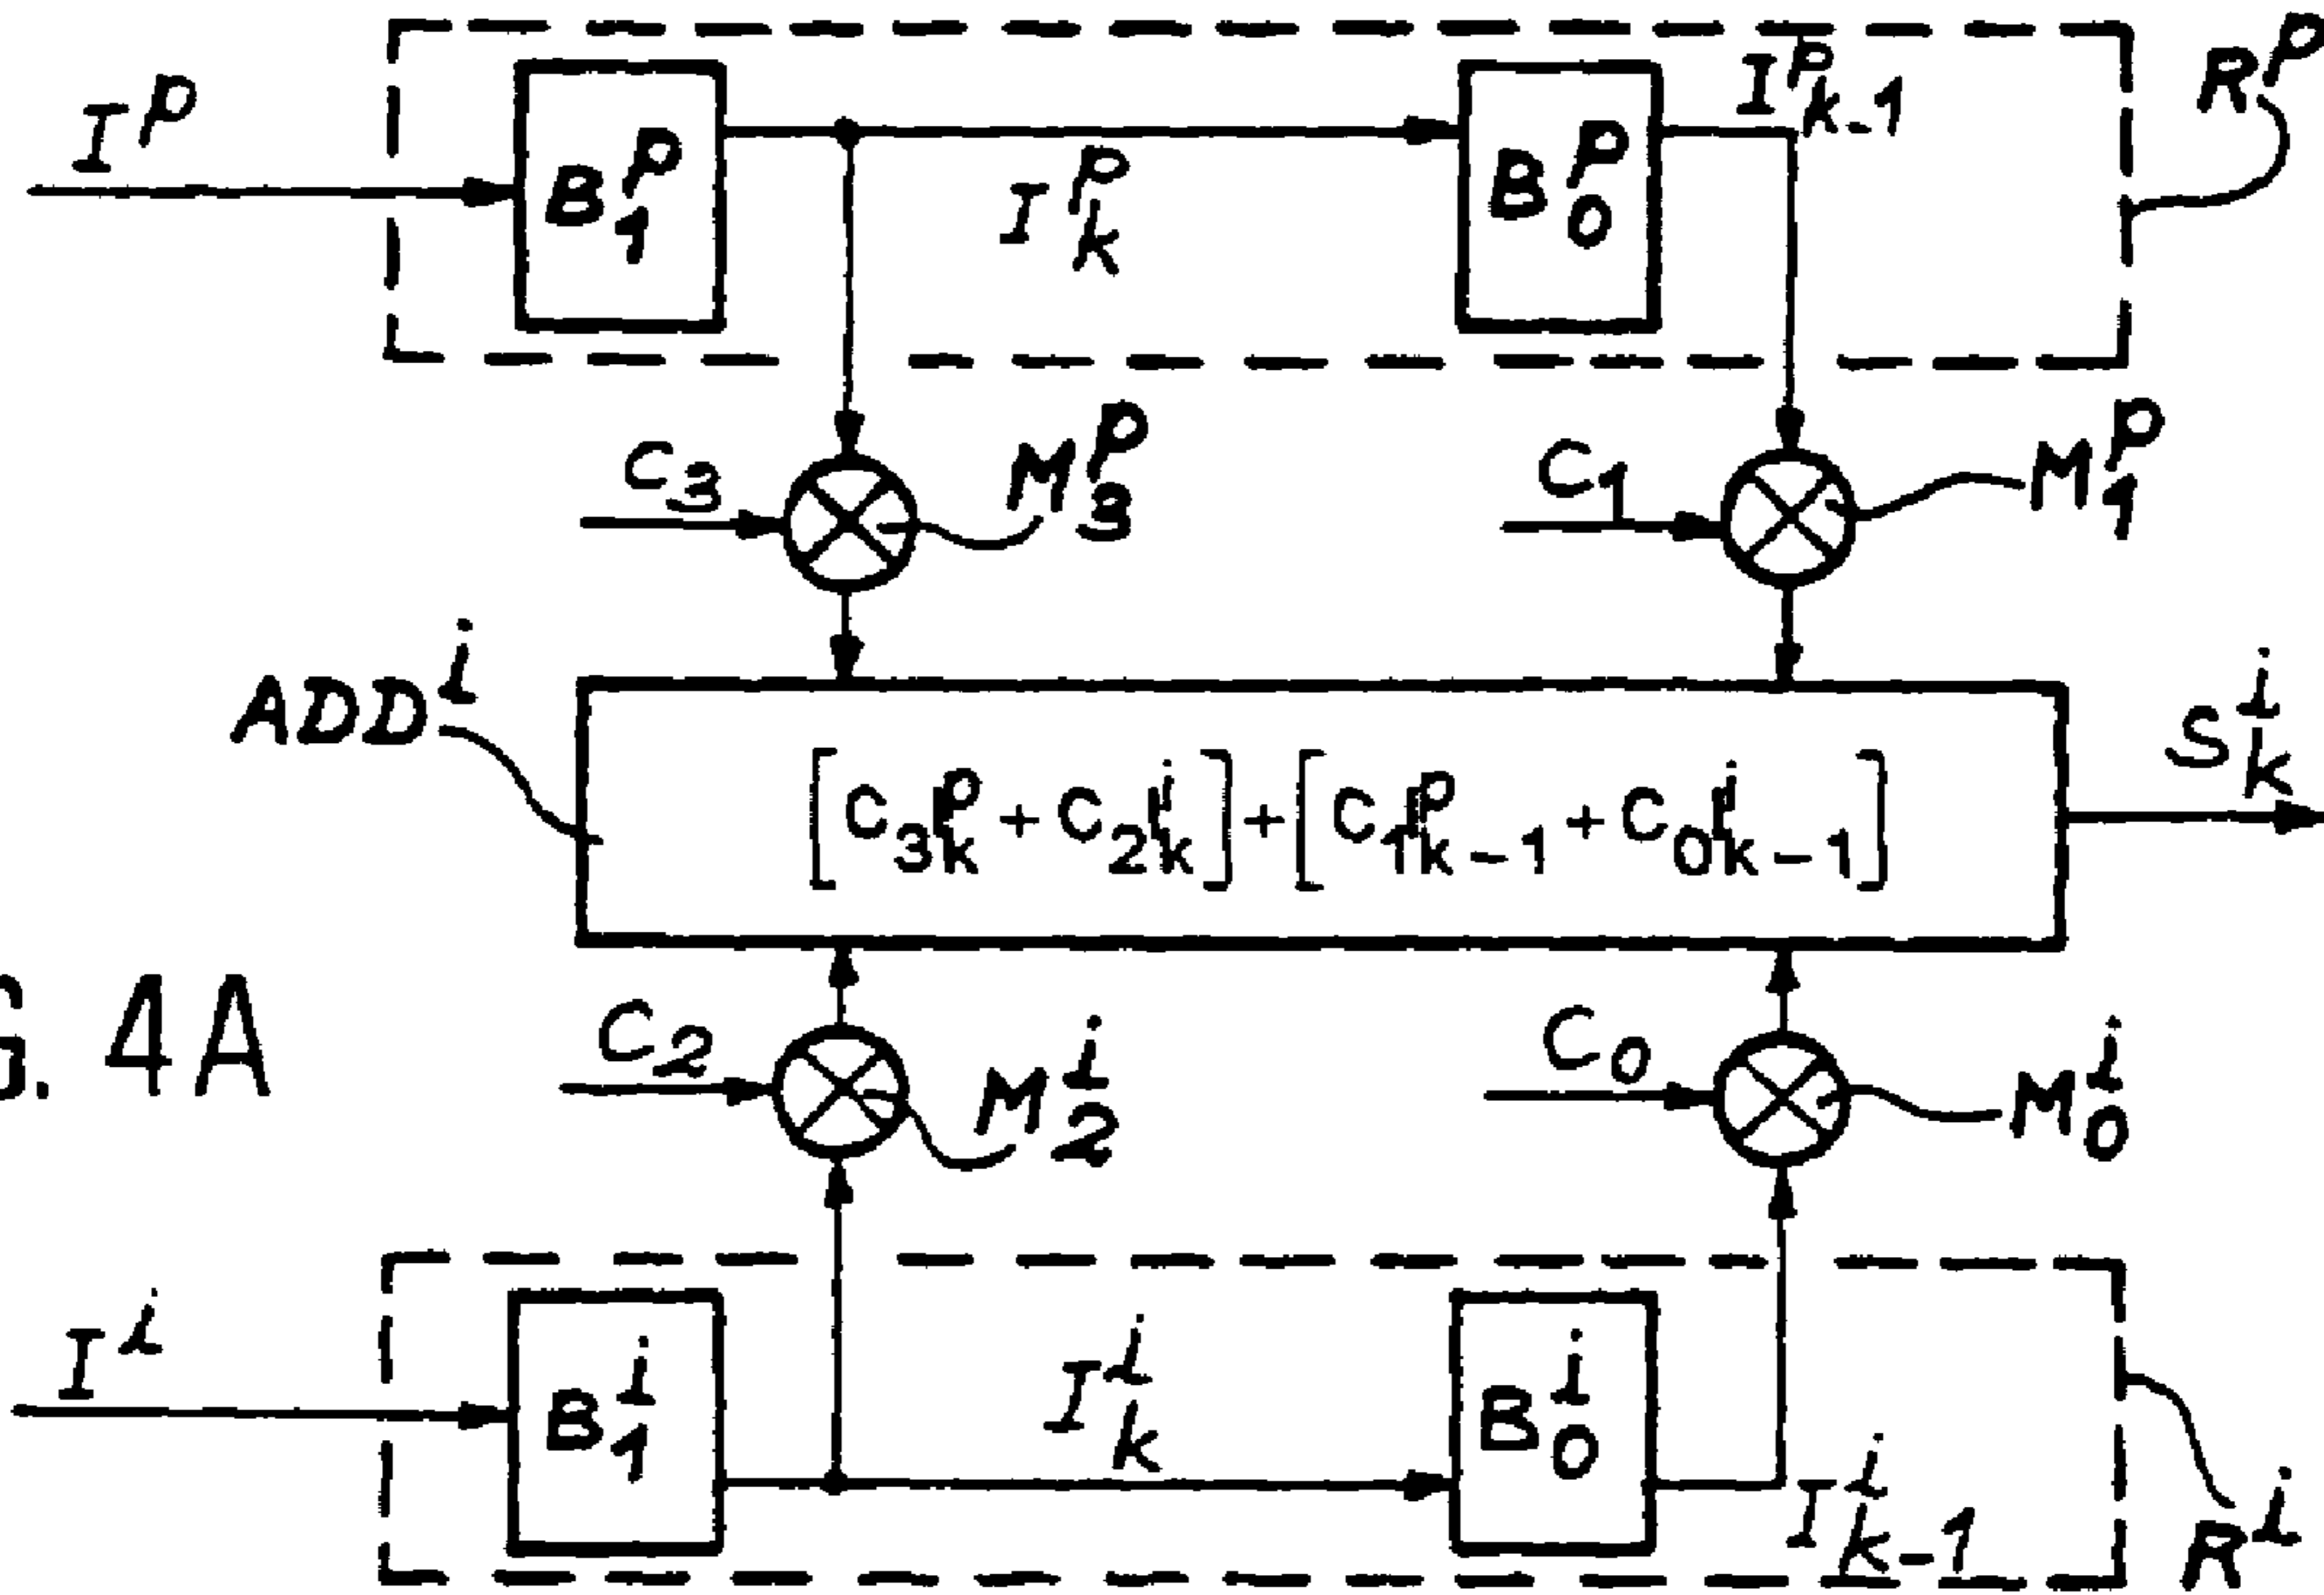 I^p
B_1^p
I_k^p
B_0^p
I_{k-1}^p
R^p
C_3
M_3^p
C_1
M_1^p
ADD^i
[C_3 I_k^p + C_2 I_k^i] + [C_1 I_{k-1}^p + C_0 I_{k-1}^i]
S_k^i
G. 4A
C_2
M_2^i
C_0
M_0^i
I^i
B_1^i
I_k^i
B_0^i
I_{k-1}^i
R^i